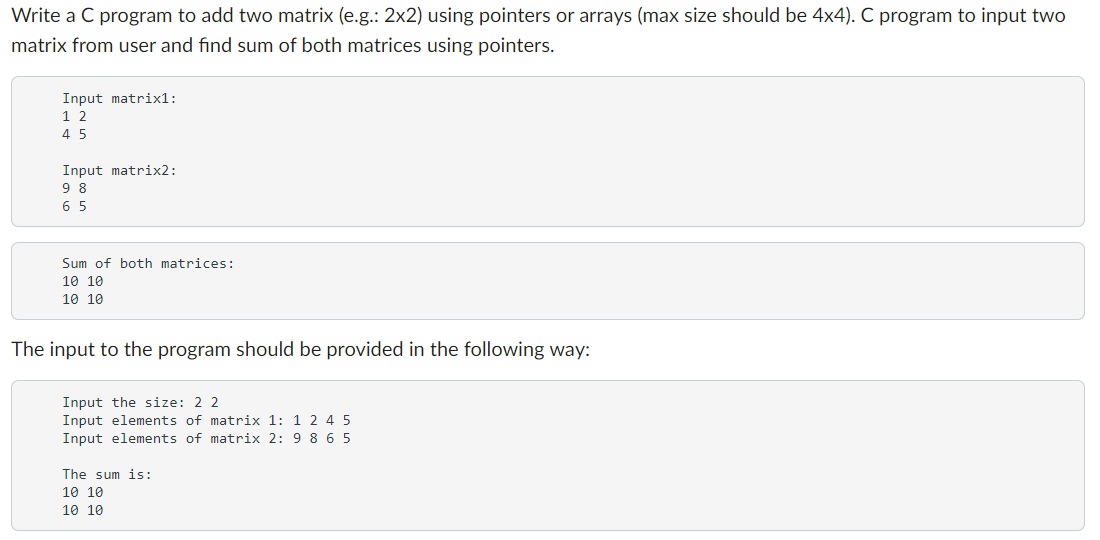 Write a C program to add two matrix (e.g.: 2x2) using pointers or arrays (max size should be 4x4). C program to input two
matrix from user and find sum of both matrices using pointers.
Input matrix1:
1 2
4 5
Input matrix2:
9 8
6 5
Sum of both matrices:
10 10
10 10
The input to the program should be provided in the following way:
Input the size: 2 2
Input elements of matrix 1: 1 2 4 5
Input elements of matrix 2: 9 8 6 5
The sum is:
10 10
10 10